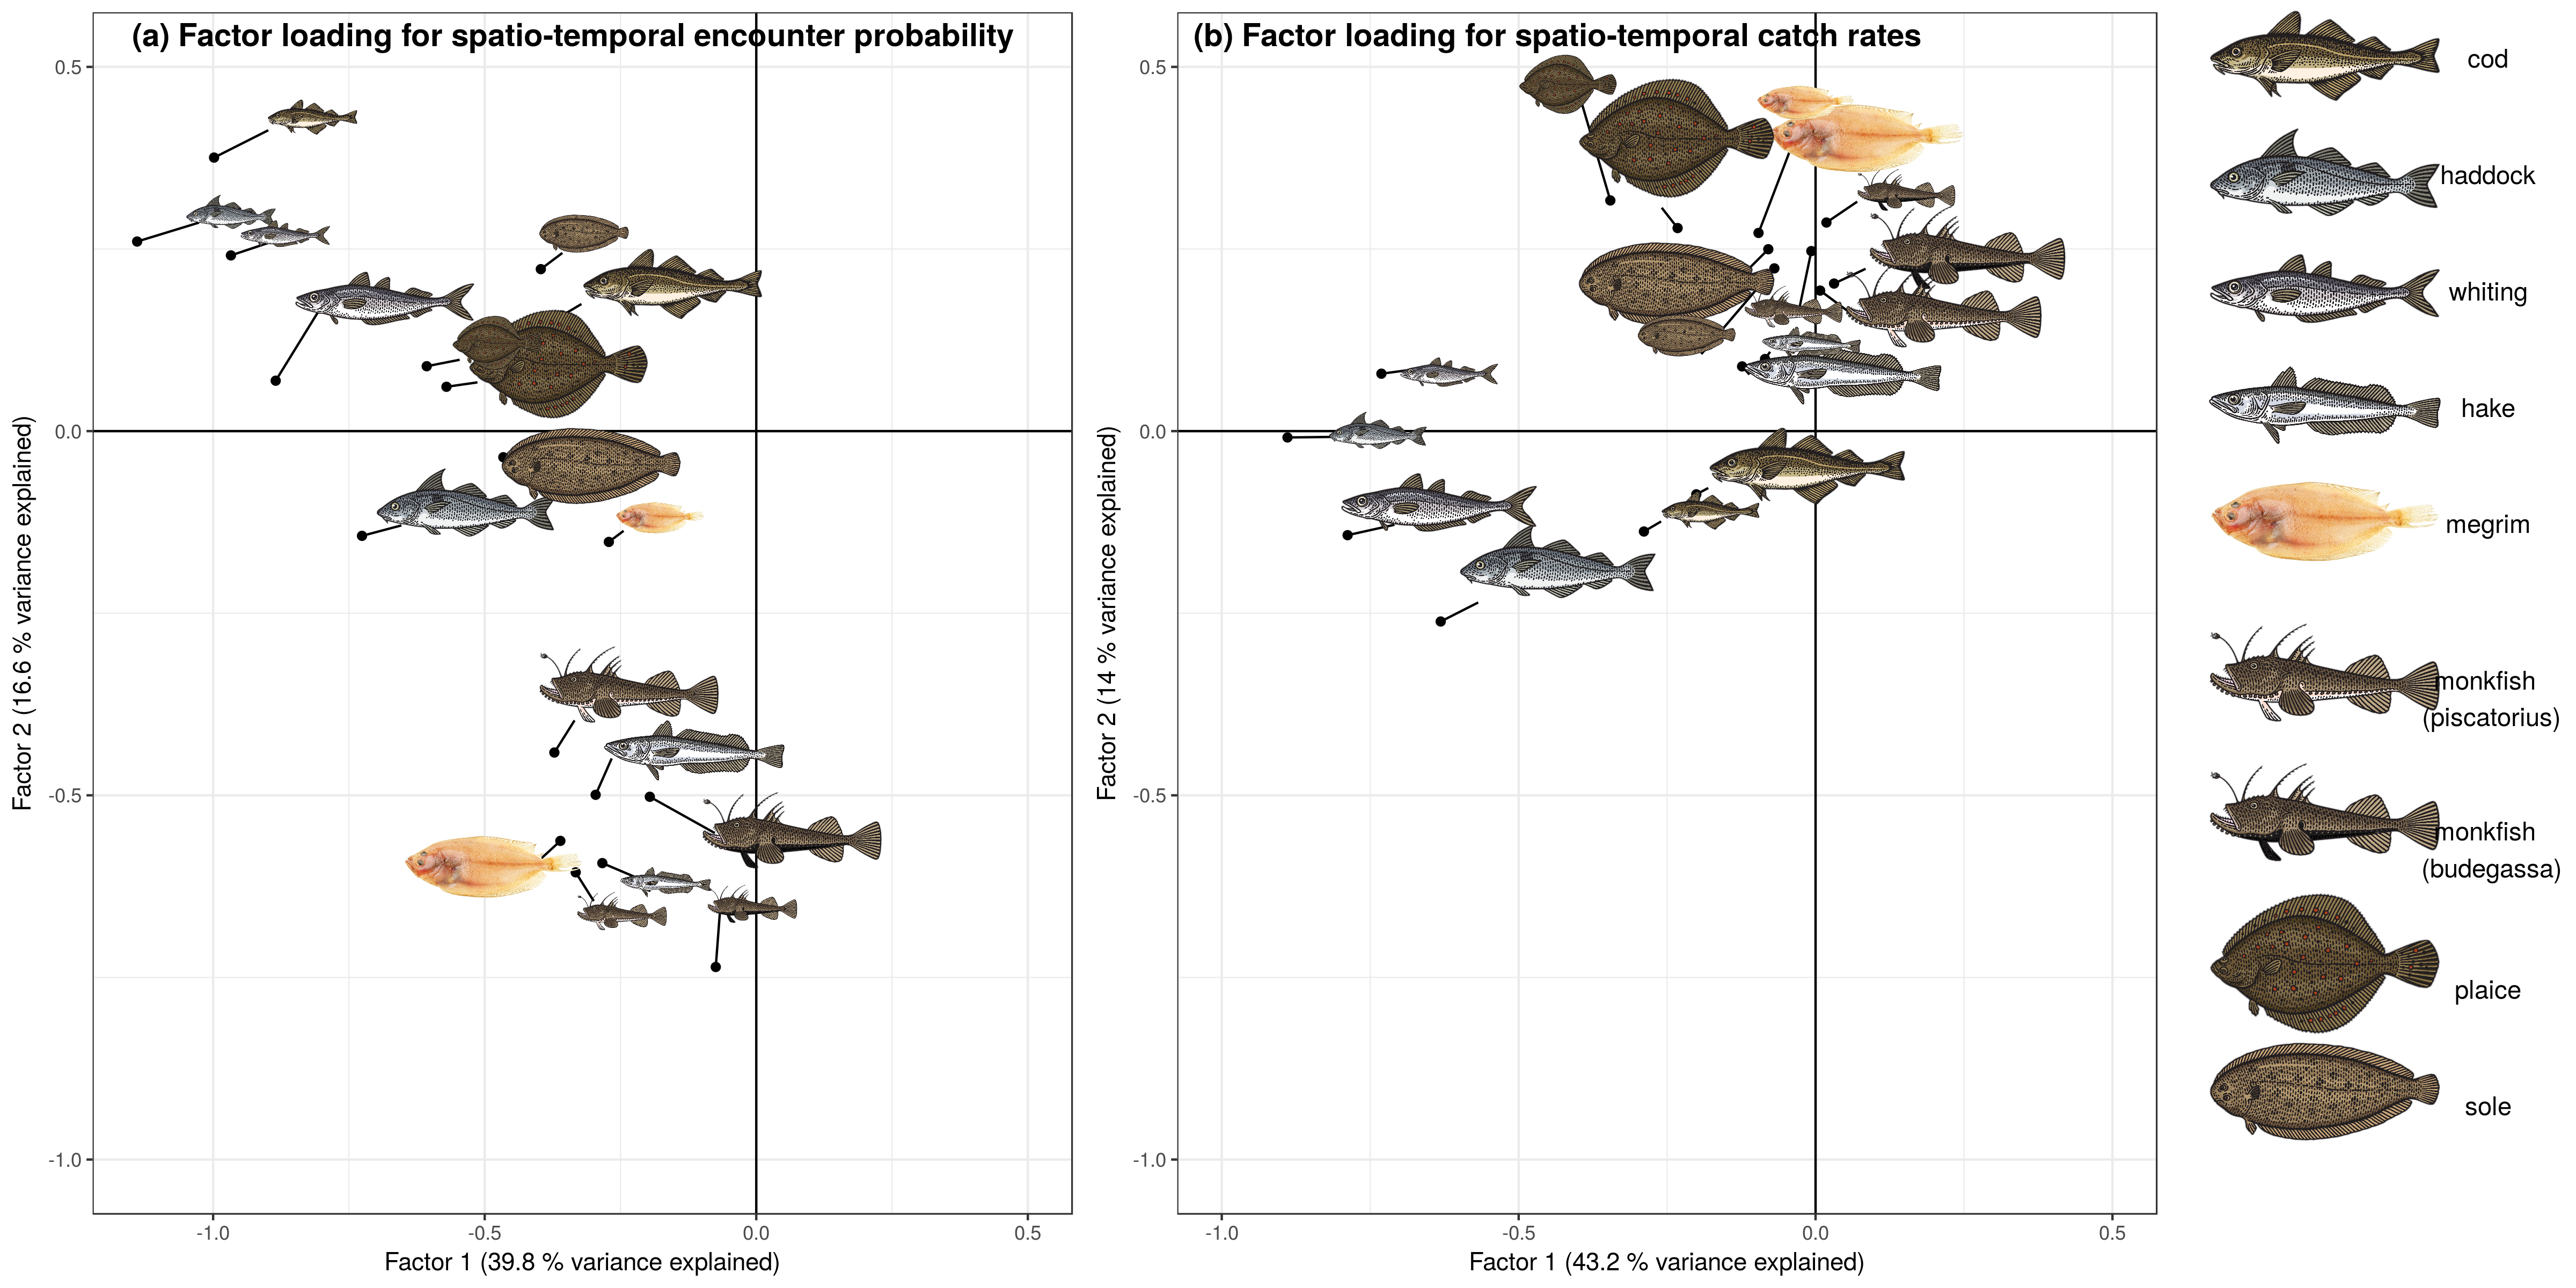 (a) Factor loading for spatio-temporal encounter probability
0.5
0.0
-0.5
-1.0
Factor 2 (16.6 % variance explained)
-1.0
-0.5
0.0
0.5
Factor 1 (39.8 % variance explained)
(b) Factor loading for spatio-temporal catch rates
0.5
0.0
-0.5
-1.0
Factor 2 (14 % variance explained)
-1.0
-0.5
0.0
0.5
Factor 1 (43.2 % variance explained)
cod
haddock
whiting
hake
megrim
monkfish
(piscatorius)
monkfish
(budegassa)
plaice
sole